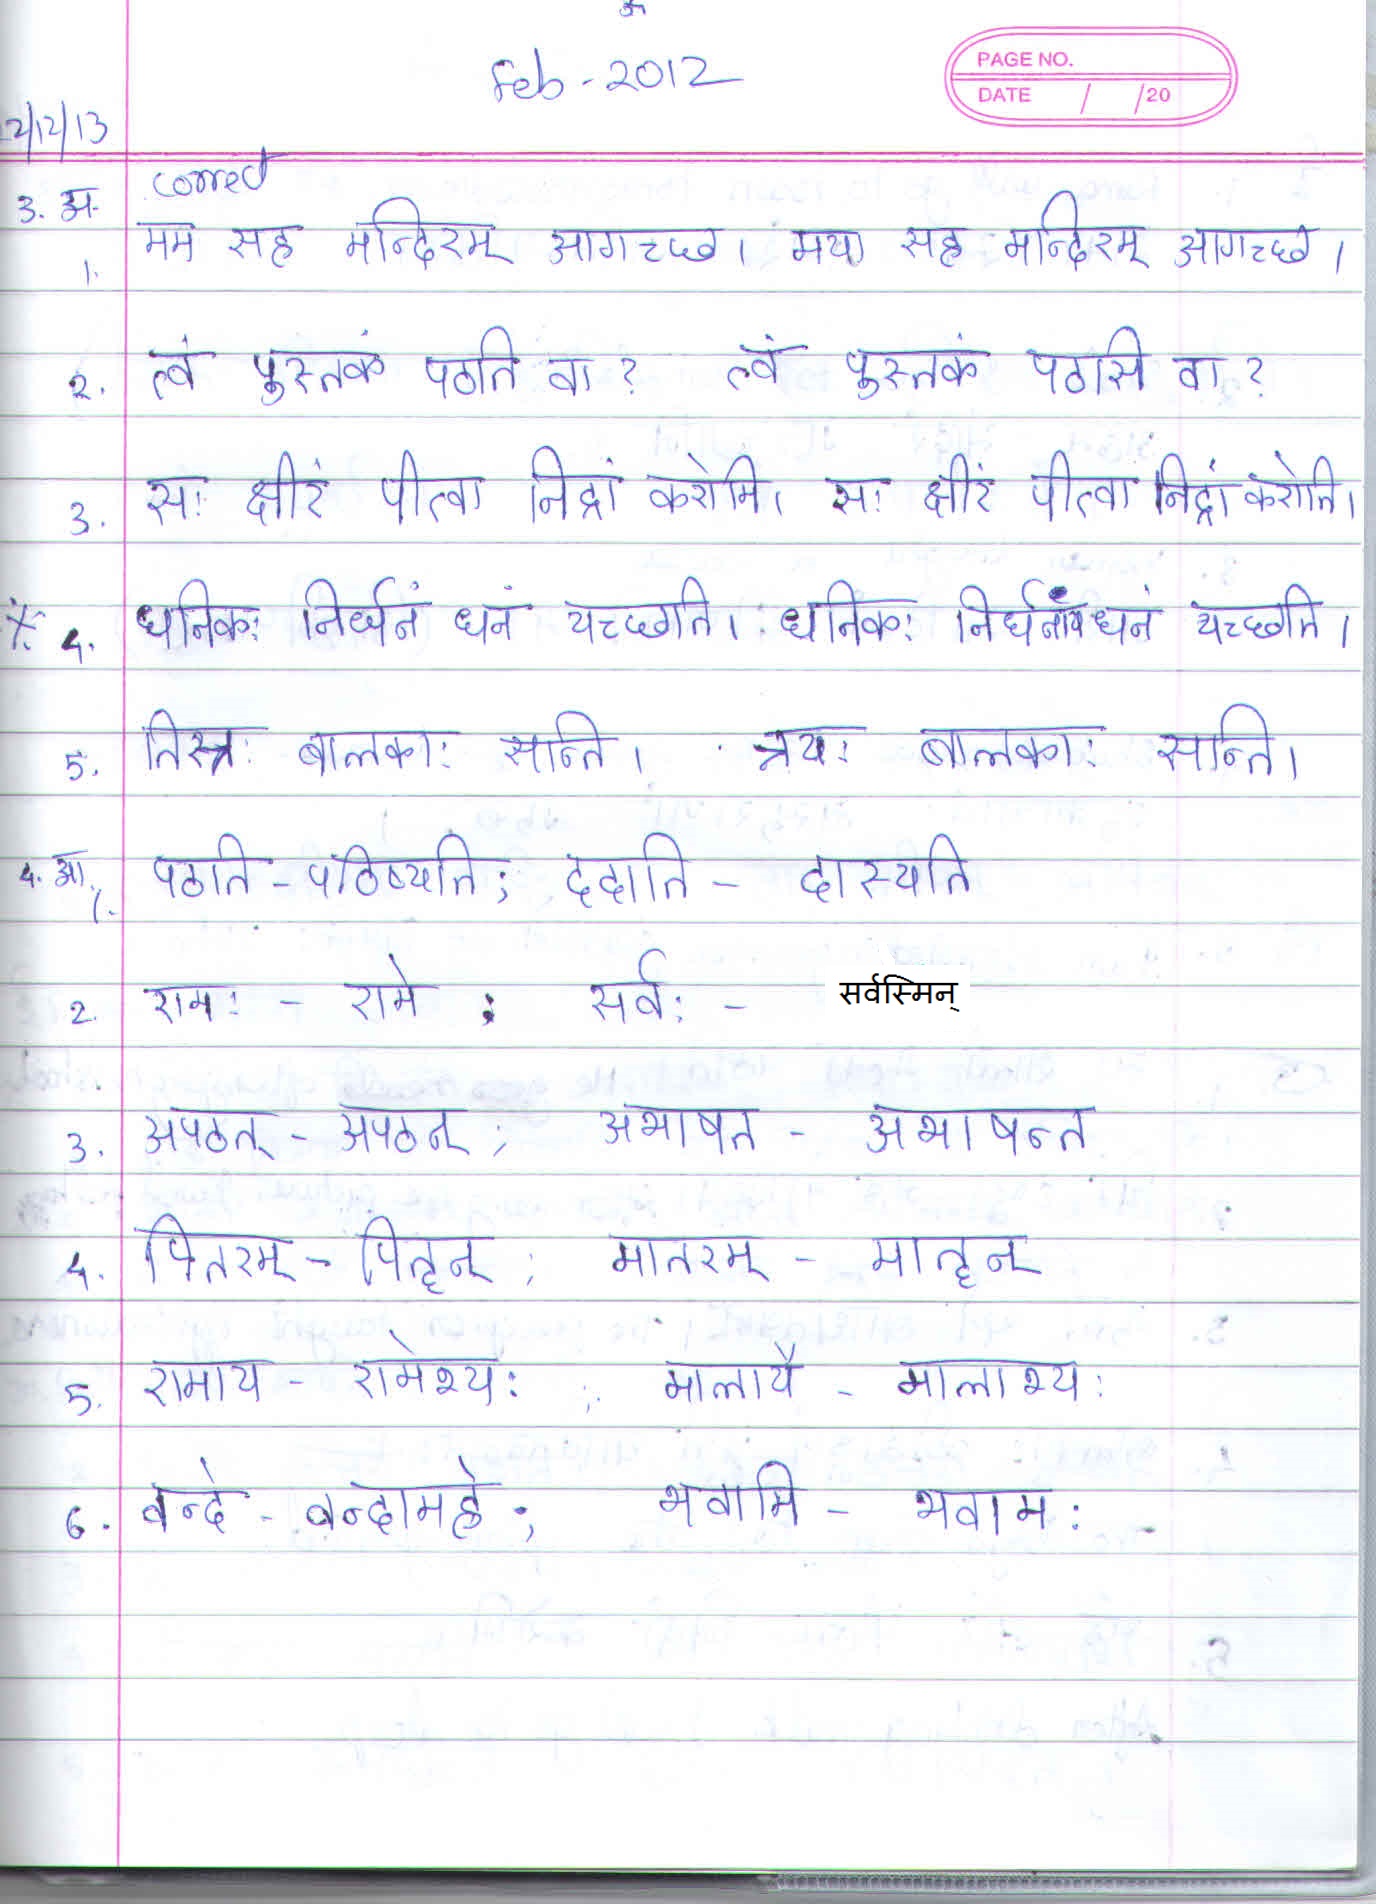 ॐ
Feb - 2012
PAGE NO.
DATE / /20
22/12/13
3. अ. correct
1. मम सह मन्दिरम् आगच्छ। मया सह मन्दिरम् आगच्छ।
2. त्वं पुस्तकं पठति वा? त्वं पुस्तकं पठसि वा?
3. सः क्षीरं पीत्वा निद्रां करोमि। सः क्षीरं पीत्वा निद्रां करोति।
4. धनिकः निर्धनं धनं यच्छति। धनिकः निर्धनाय धनं यच्छति।
5. तिस्त्रः बालकाः सन्ति। त्रयः बालकाः सन्ति।
4. आ. 1. पठति - पठिष्यति; ददाति - दास्यति
2. रामः - रामे ; सर्वः - सर्वस्मिन्
3. अपठत् - अपठन् ; अभाषत - अभाषन्त
4. पितरम् - पितॄन् ; मातरम् - मातॄन्
5. रामाय - रामेभ्यः ; मालायै - मालाभ्यः
6. वन्दे - वन्दामहे ; भवामि - भवामः